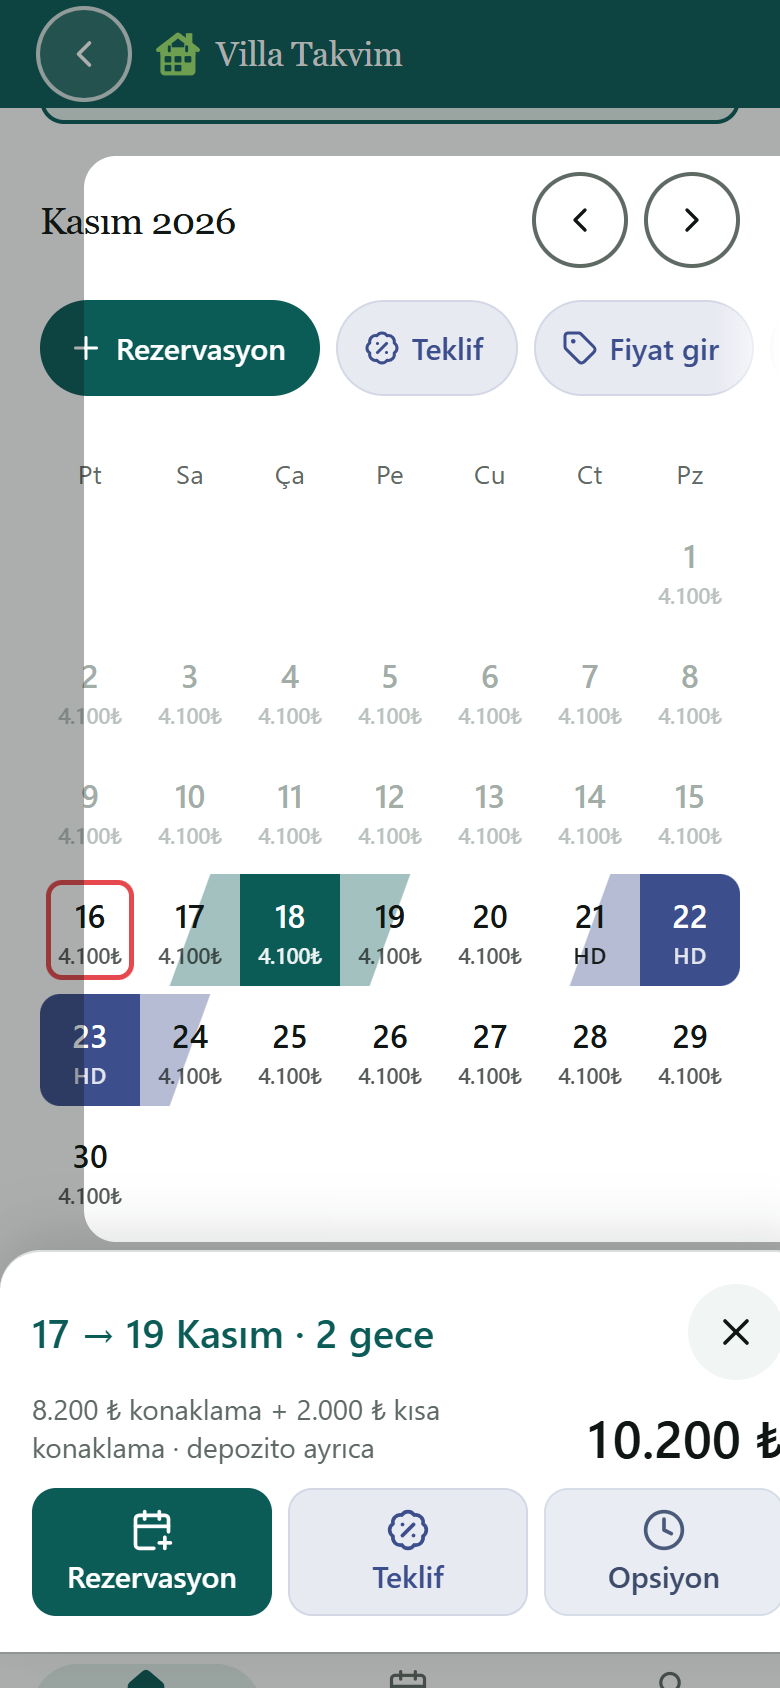 Villa Takvim
Kasım 2026
Rezervasyon
Teklif
Fiyat gir
Pt Sa Ça Pe Cu Ct Pz
1
4.100₺
2 3 4 5 6 7 8
4.100₺ 4.100₺ 4.100₺ 4.100₺ 4.100₺ 4.100₺ 4.100₺
9 10 11 12 13 14 15
4.100₺ 4.100₺ 4.100₺ 4.100₺ 4.100₺ 4.100₺ 4.100₺
16 17 18 19 20 21 22
4.100₺ 4.100₺ 4.100₺ 4.100₺ 4.100₺ HD HD
23 24 25 26 27 28 29
HD 4.100₺ 4.100₺ 4.100₺ 4.100₺ 4.100₺ 4.100₺
30
4.100₺
17 → 19 Kasım · 2 gece
8.200 ₺ konaklama + 2.000 ₺ kısa
konaklama · depozito ayrıca
10.200 ₺
Rezervasyon
Teklif
Opsiyon